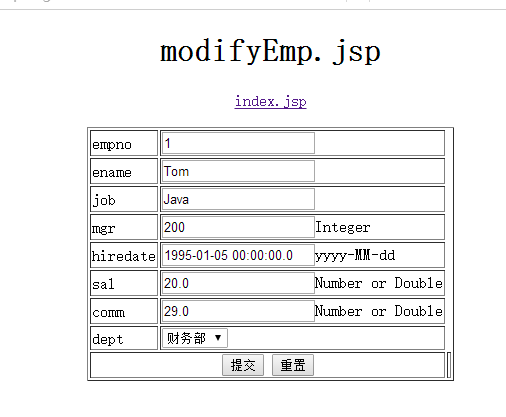 modifyEmp.jsp
index.jsp
empno 1
ename Tom
job Java
mgr 200 Integer
hiredate 1995-01-05 00:00:00.0 yyyy-MM-dd
sal 20.0 Number or Double
comm 29.0 Number or Double
dept 财务部
提交 重置